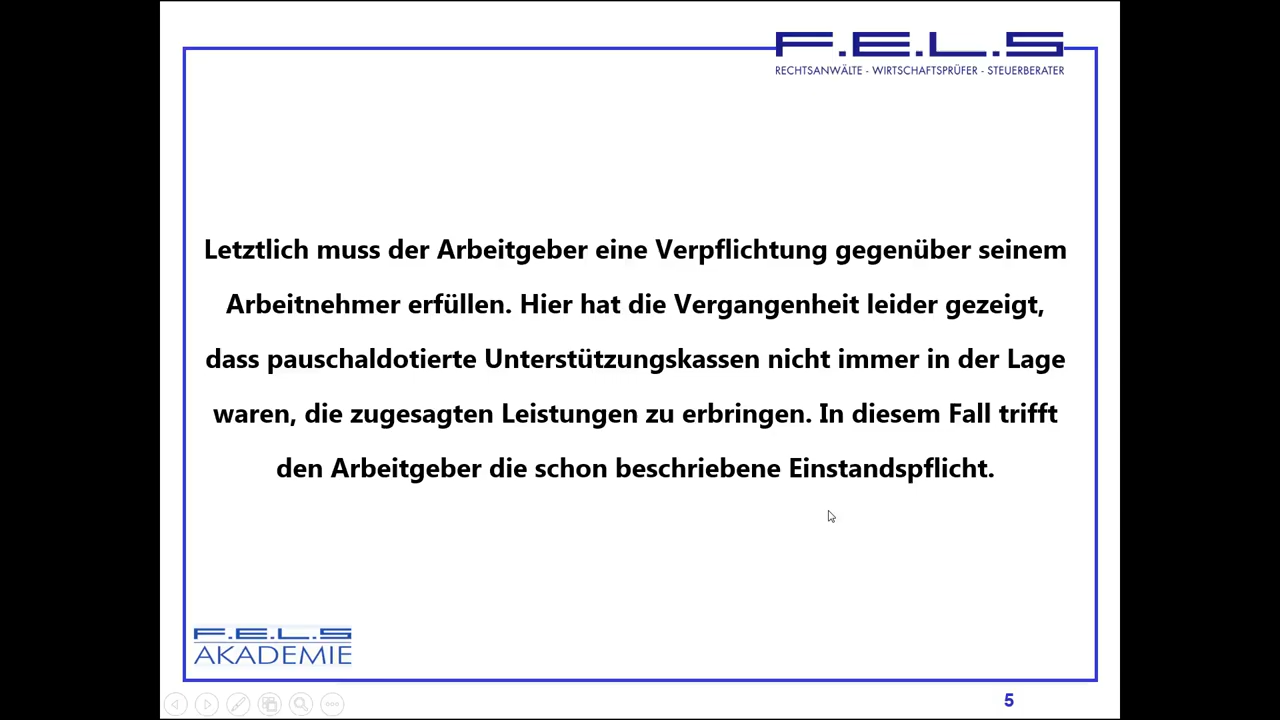 F.E.L.S
RECHTSANWÄLTE - WIRTSCHAFTSPRÜFER - STEUERBERATER
Letztlich muss der Arbeitgeber eine Verpflichtung gegenüber seinem
Arbeitnehmer erfüllen. Hier hat die Vergangenheit leider gezeigt,
dass pauschaldotierte Unterstützungskassen nicht immer in der Lage
waren, die zugesagten Leistungen zu erbringen. In diesem Fall trifft
den Arbeitgeber die schon beschriebene Einstandspflicht.
F.E.L.S
AKADEMIE
5